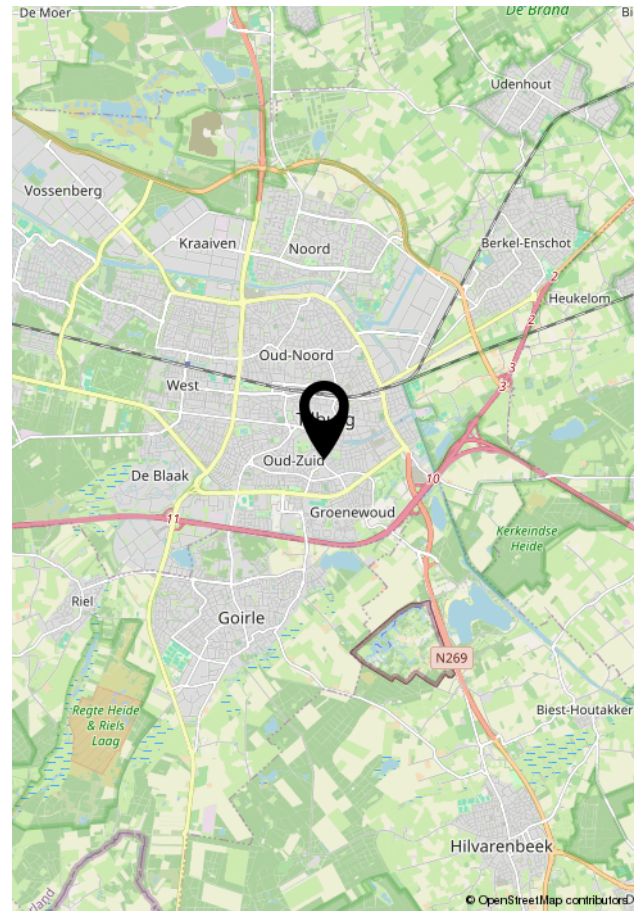 De Moer
De Brand
Bi
Udenhout
Vossenberg
Kraaiven
Noord
Berkel-Enschot
2
Heukelom
2
Oud-Noord
3
3
West
Oud-Zuid
De Blaak
10
11
Groenewoud
Kerkeindse
Heide
Riel
Goirle
N269
Regte Heide
& Riels
Laag
Biest-Houtakker
Hilvarenbeek
erland
© OpenStreetMap contributors